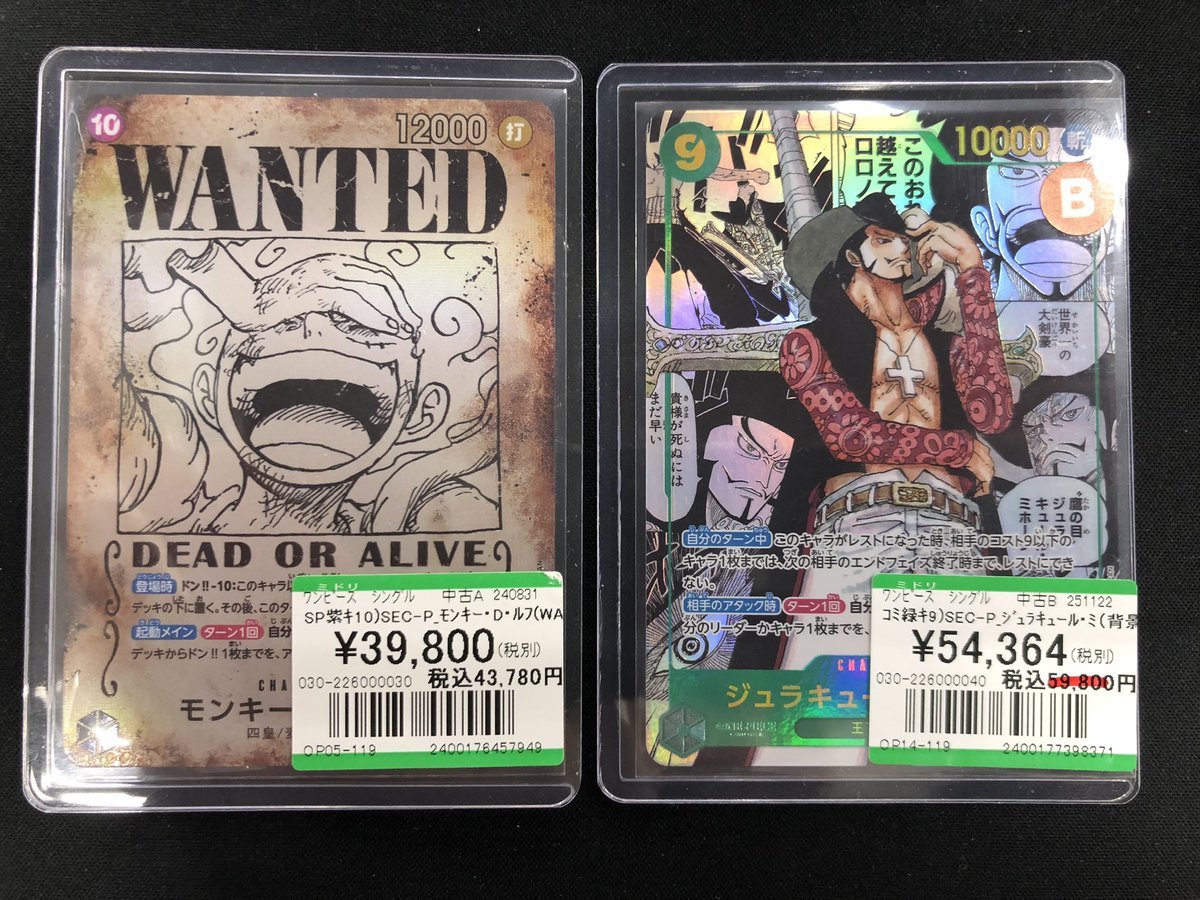 10
12000
打
WANTED
DEAD OR ALIVE
登場時 ドン!!-10:このキャラ
デッキの下に置く。その後、このター
起動メイン ターン1回 自分
デッキからドン!!1枚までを、ア
CHA
モンキー
四皇/
ミドリ
ワンピース シングル 中古A 240831
SP紫キ10)SEC-P_モンキー・D・ルフ(WA
¥39,800(税別)
030-226000030 税込43,780円
OP05-119 2400176457949
9
10000
斬
B
このおれを
越えて
ロロノア
世界一の
大剣豪
貴様が死ぬには
まだ早い
鷹の目
ジュラ
キュール
ミホーク
自分のターン中 このキャラがレストになった時、相手のコスト9以下の
キャラ1枚までは、次の相手のエンドフェイズ終了時まで、レストにでき
ない。
相手のアタック時 ターン1回
分のリーダーかキャラ1枚までを、
CHA
ジュラキュー
ONE PIECE
王
ミドリ
ワンピース シングル 中古B 251122
コミ緑キ9)SEC-P_ジュラキュール・ミ(背景
¥54,364(税別)
030-226000040 税込59,800円
OP14-119 2400177398371